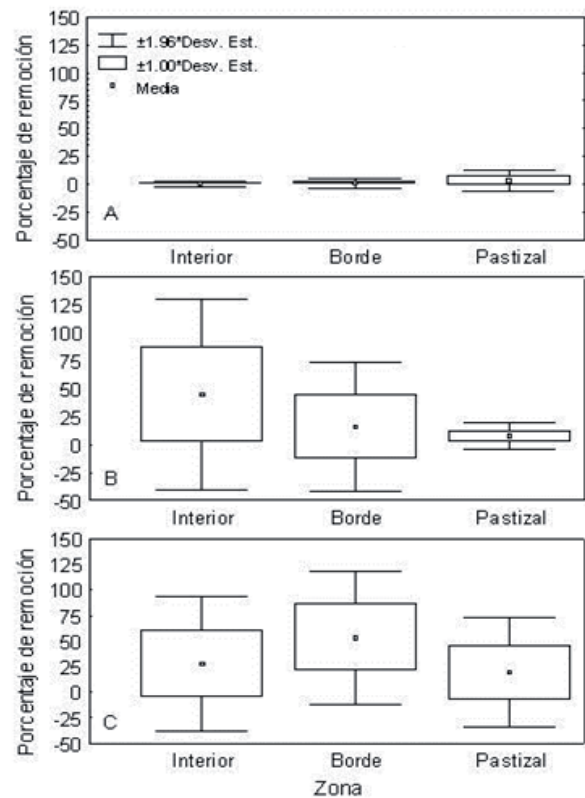 Porcentaje de remoción
150
125
100
75
50
25
0
-25
-50
±1.96*Desv. Est.
±1.00*Desv. Est.
Media
A
Interior Borde Pastizal
Porcentaje de remoción
150
125
100
75
50
25
0
-25
-50
B
Interior Borde Pastizal
Porcentaje de remoción
150
125
100
75
50
25
0
-25
-50
C
Interior Borde Pastizal
Zona